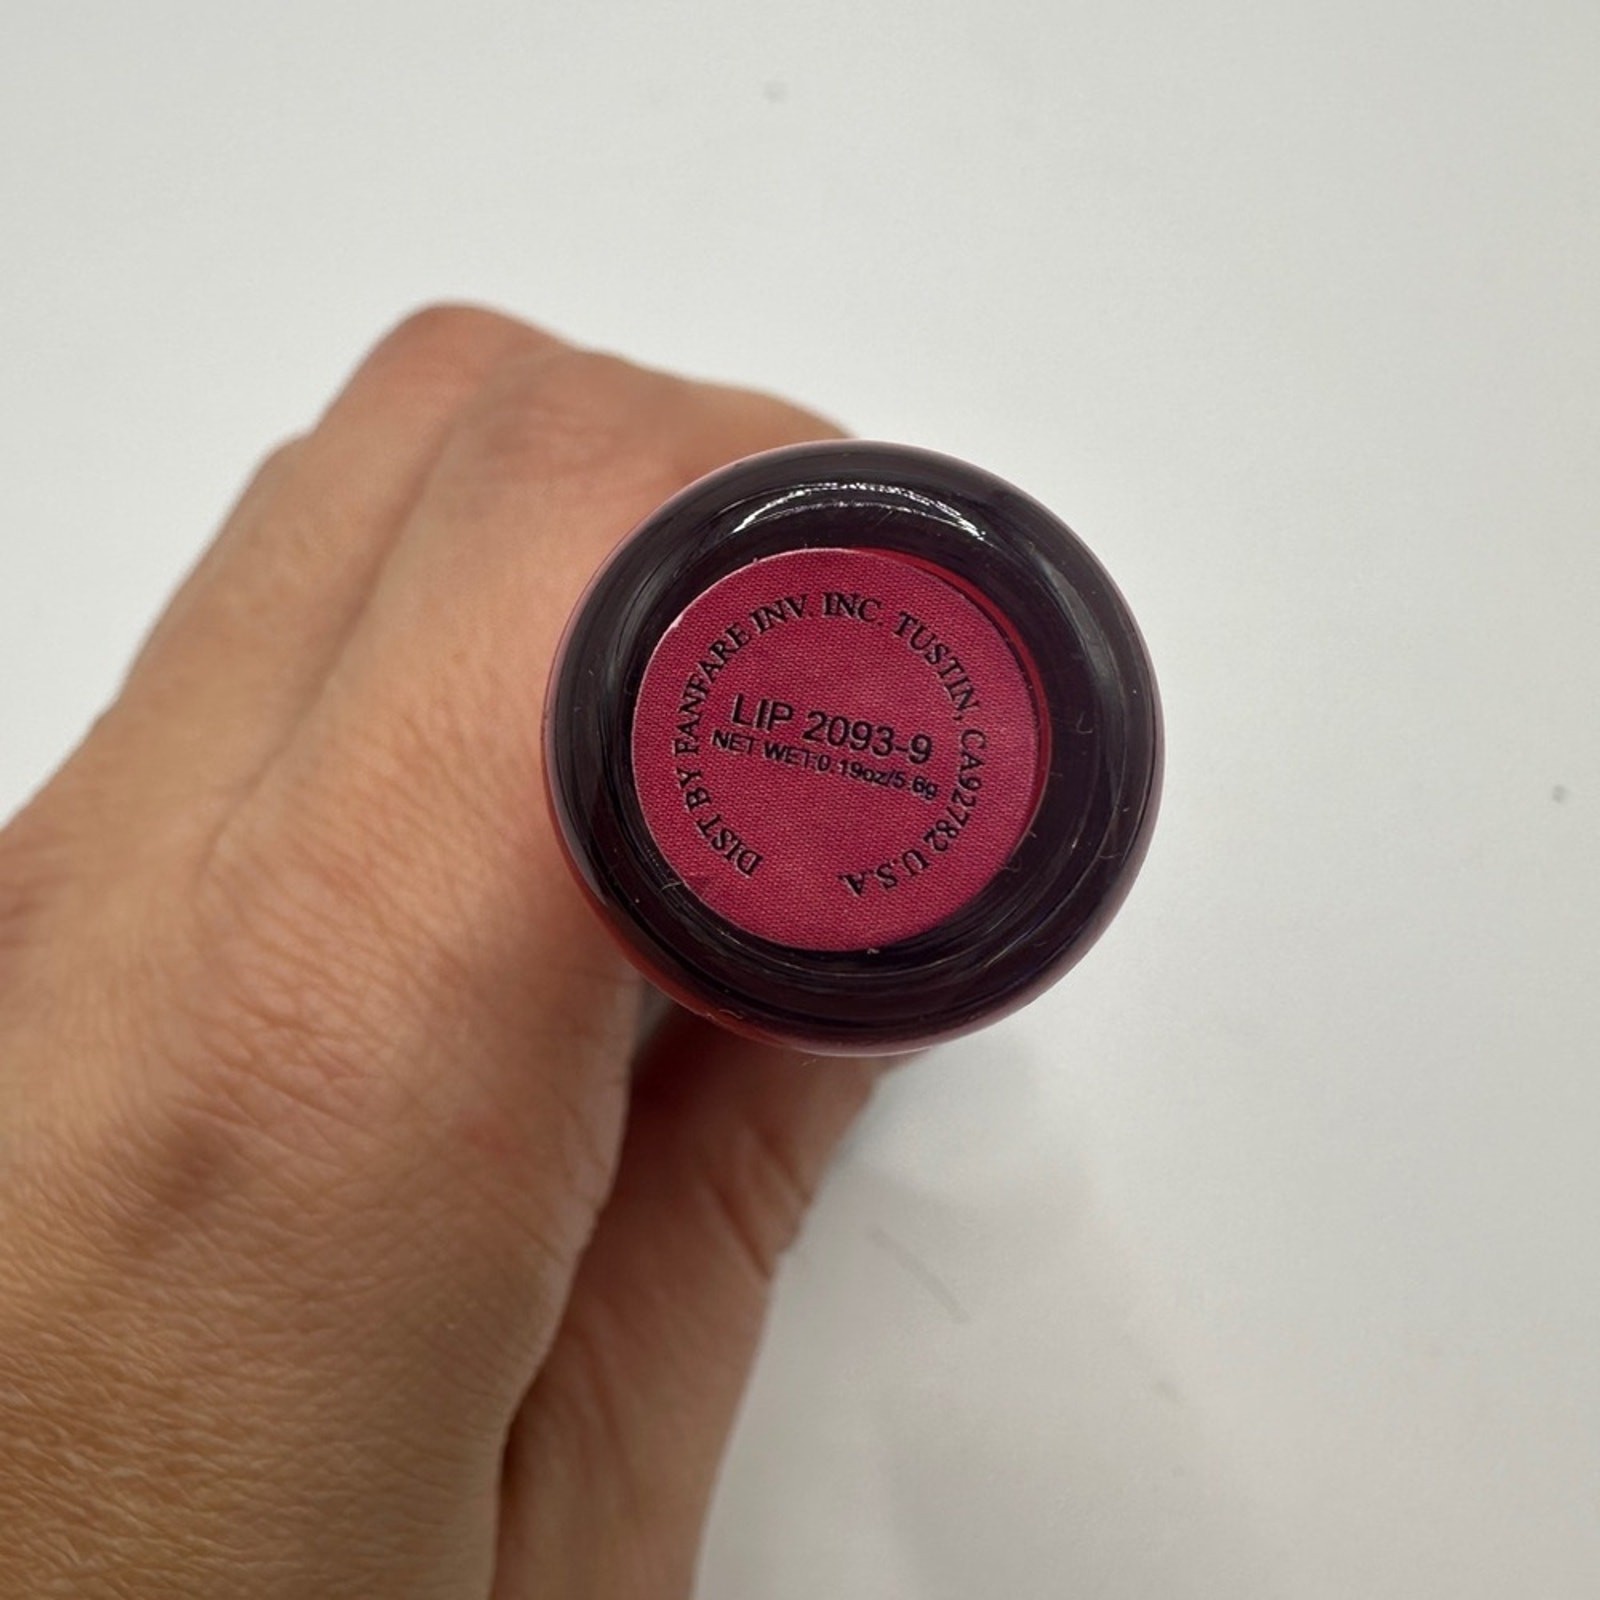 DIST BY FANFARE INV. INC. TUSTIN, CA92782 U.S.A.
LIP 2093-9
NET WET:0.19oz/5.6g